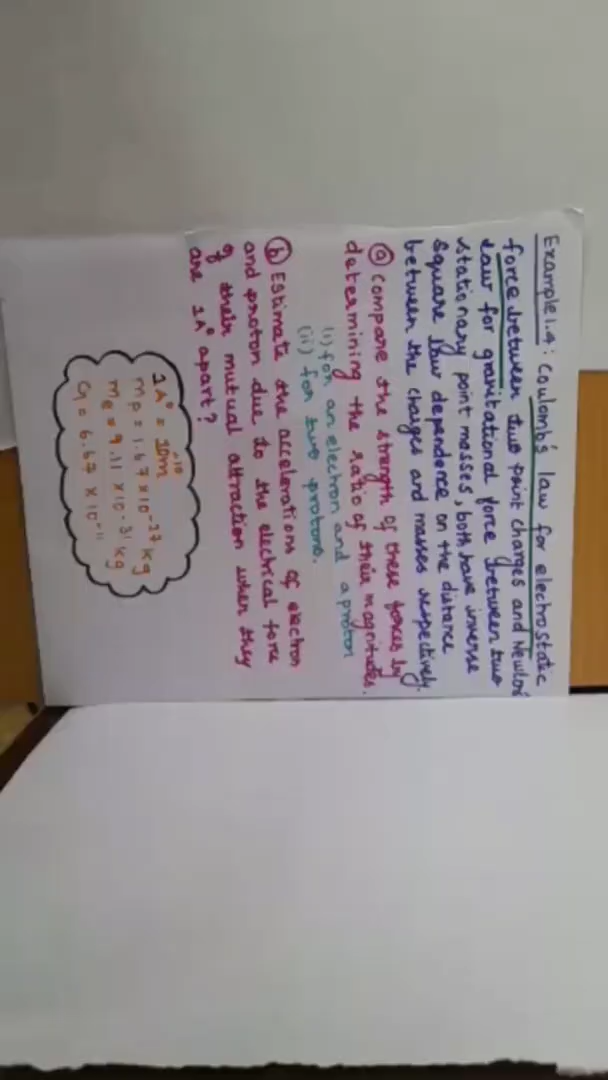 Example 1.4: Coulomb's law for electrostatic
force between two point charges and Newton's
Law for gravitational force between two
stationary point masses, both have inverse
square law dependence on the distance
between the charges and masses respectively.
(a) Compare the strength of these forces by
determining the ratio of their magnitudes.
(i) for an electron and a proton
(ii) for two protons.
(b) Estimate the accelerations of electron
and proton due to the electrical force
of their mutual attraction when they
are 1A° apart?
1A° = 10⁻¹⁰m
mp = 1.67 × 10⁻²⁷ kg
me = 9.11 × 10⁻³¹ kg
G = 6.67 × 10⁻¹¹